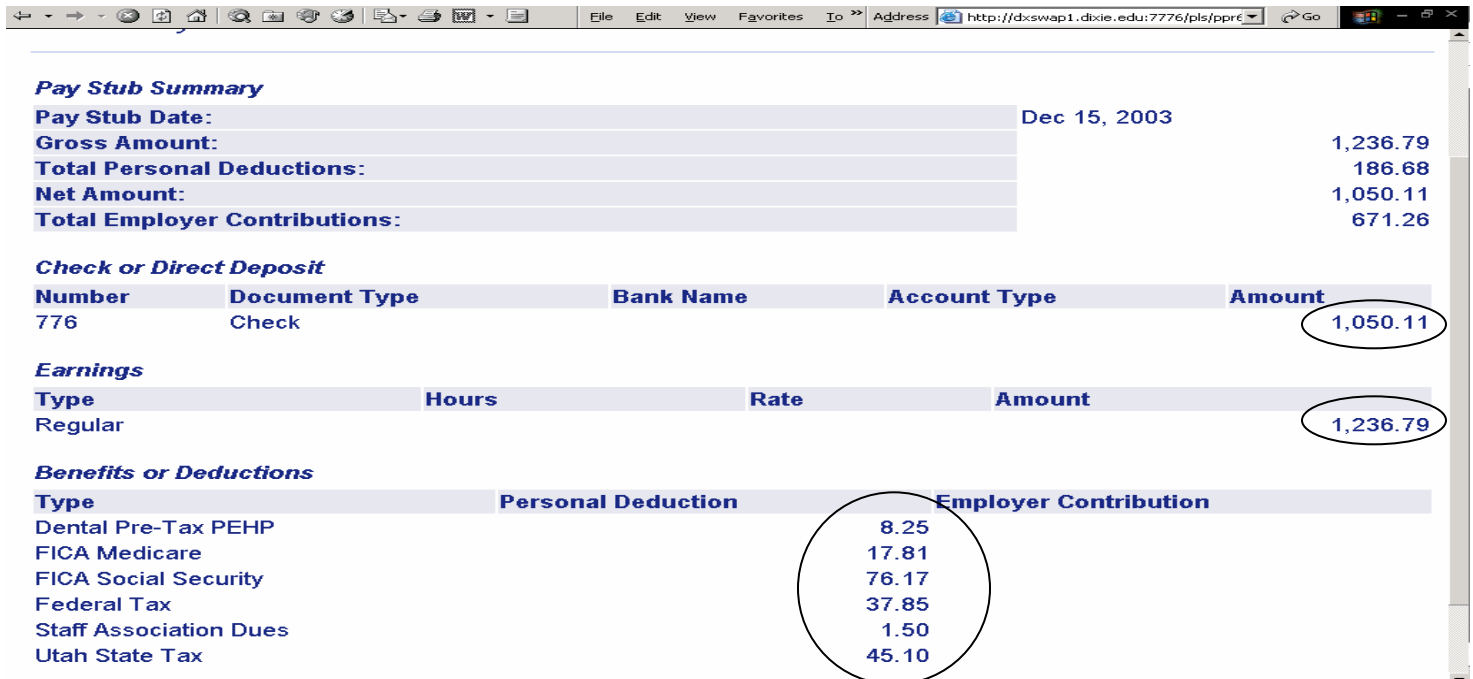 File Edit View Favorites To » Address http://dxswap1.dixie.edu:7776/pls/ppr Go
Pay Stub Summary
Pay Stub Date: Dec 15, 2003
Gross Amount: 1,236.79
Total Personal Deductions: 186.68
Net Amount: 1,050.11
Total Employer Contributions: 671.26
Check or Direct Deposit
Number Document Type Bank Name Account Type Amount
776 Check 1,050.11
Earnings
Type Hours Rate Amount
Regular 1,236.79
Benefits or Deductions
Type Personal Deduction Employer Contribution
Dental Pre-Tax PEHP 8.25
FICA Medicare 17.81
FICA Social Security 76.17
Federal Tax 37.85
Staff Association Dues 1.50
Utah State Tax 45.10